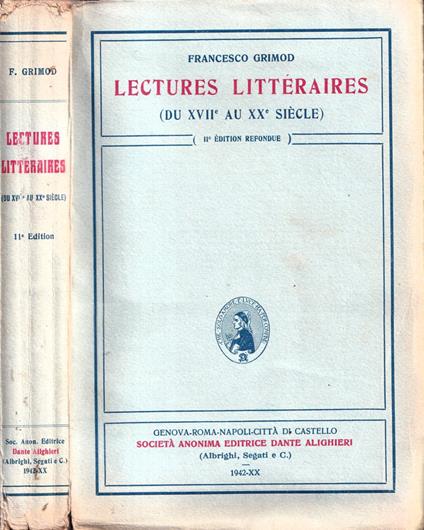 F. GRIMOD
LECTURES
LITTÉRAIRES
(DU XVIIe AU XXe SIÈCLE)
11e Edition
Soc. Anon. Editrice
Dante Alighieri
(Albrighi, Segati e C.)
1942-XX
FRANCESCO GRIMOD
LECTURES LITTÉRAIRES
(DU XVIIe AU XXe SIÈCLE)
( 11e ÉDITION REFONDUE )
GENOVA-ROMA-NAPOLI-CITTÀ DI CASTELLO
SOCIETÀ ANONIMA EDITRICE DANTE ALIGHIERI
(Albrighi, Segati e C.)
1942-XX